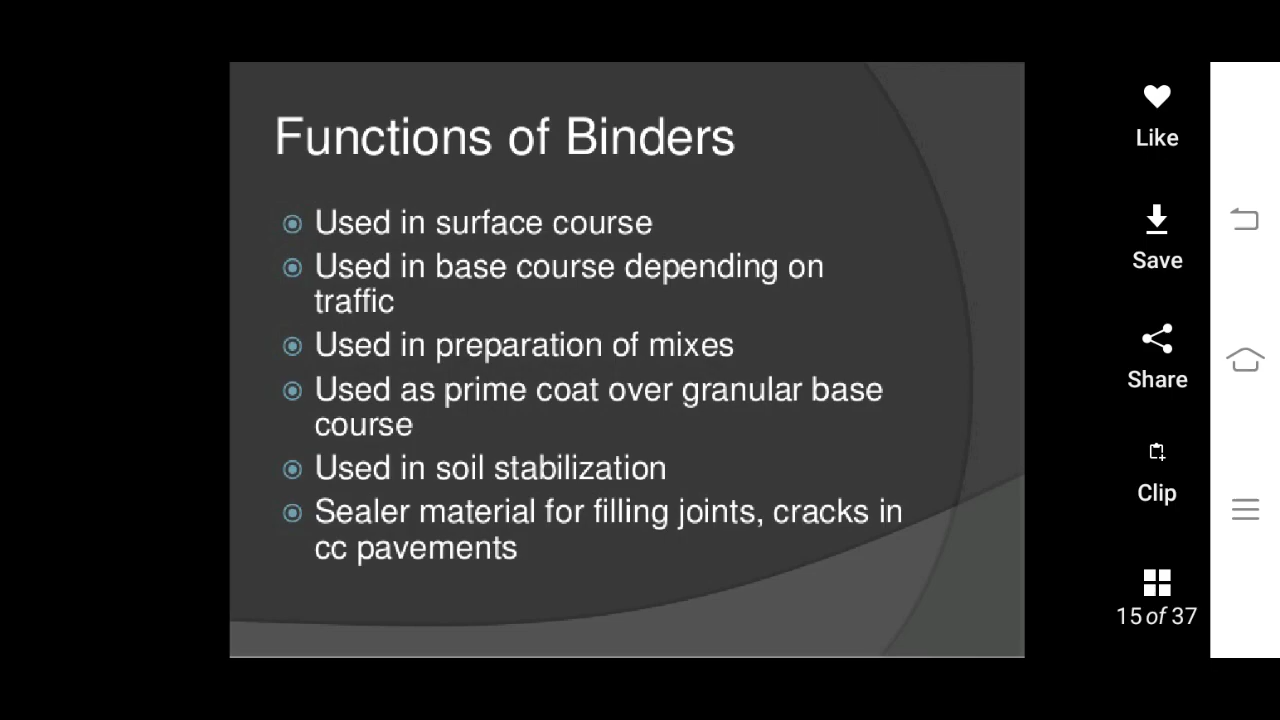 Functions of Binders
Used in surface course
Used in base course depending on
traffic
Used in preparation of mixes
Used as prime coat over granular base
course
Used in soil stabilization
Sealer material for filling joints, cracks in
cc pavements
Like
Save
Share
Clip
15 of 37